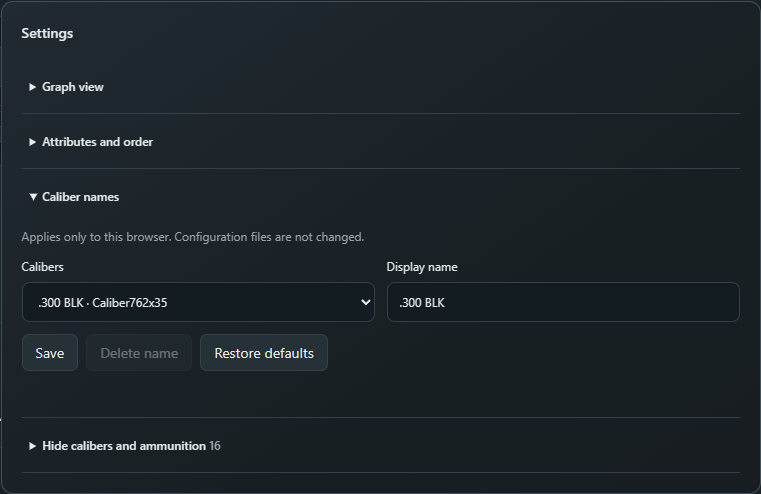 Settings
Graph view
Attributes and order
Caliber names
Applies only to this browser. Configuration files are not changed.
Calibers Display name
.300 BLK · Caliber762x35 .300 BLK
Save Delete name Restore defaults
Hide calibers and ammunition 16